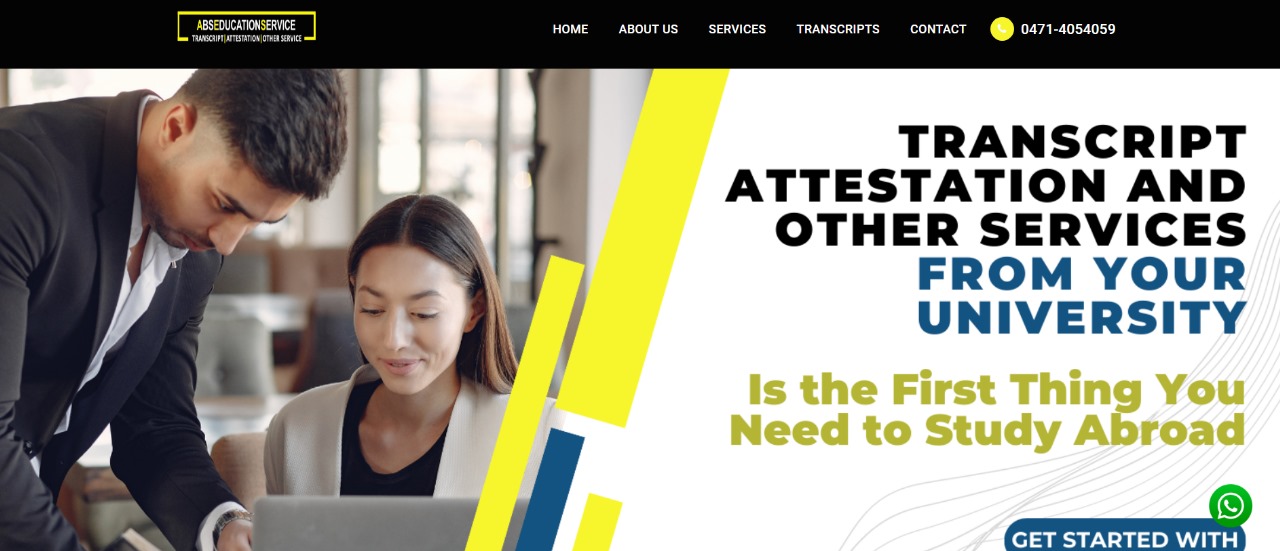 ABSEDUCATIONSERVICE
TRANSCRIPT|ATTESTATION|OTHER SERVICE
HOME ABOUT US SERVICES TRANSCRIPTS CONTACT 0471-4054059
TRANSCRIPT
ATTESTATION AND
OTHER SERVICES
FROM YOUR
UNIVERSITY
Is the First Thing You
Need to Study Abroad
GET STARTED WITH